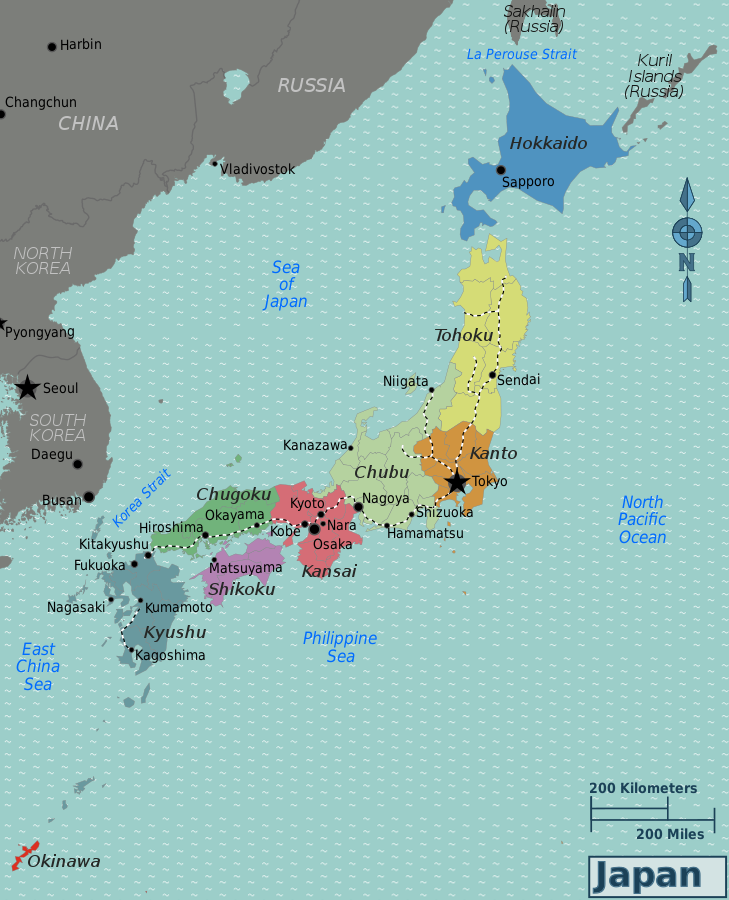 Sakhalin
(Russia)
La Perouse Strait
Kuril
Islands
(Russia)
Harbin
RUSSIA
Changchun
CHINA
Hokkaido
Vladivostok
Sapporo
NORTH
KOREA
N
Sea
of
Japan
Pyongyang
Tohoku
Seoul
Niigata
Sendai
SOUTH
KOREA
Kanazawa
Kanto
Daegu
Chubu
Tokyo
Busan
Korea Strait
Chugoku
Kyoto
Nagoya
North
Pacific
Ocean
Okayama
Shizuoka
Hiroshima
Kobe
Nara
Hamamatsu
Kitakyushu
Osaka
Fukuoka
Matsuyama
Kansai
Shikoku
Nagasaki
Kumamoto
Kyushu
Philippine
Sea
East
China
Sea
Kagoshima
200 Kilometers
200 Miles
Okinawa
Japan